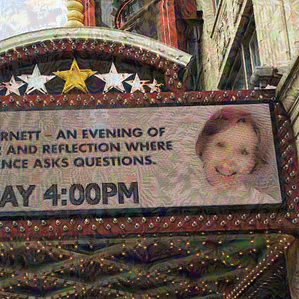 RNETT – AN EVENING OF
AND REFLECTION WHERE
NCE ASKS QUESTIONS.
AY 4:00PM